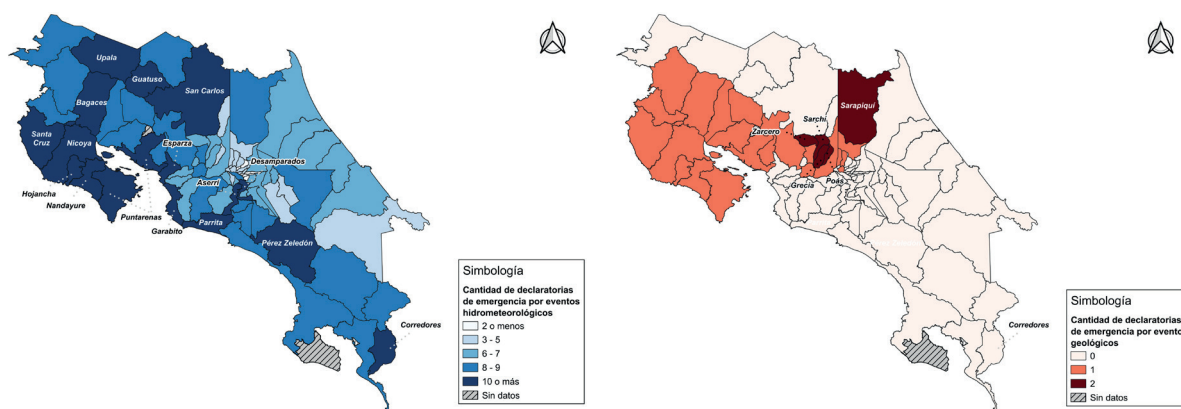 Upala
Guatuso
San Carlos
Bagaces
Santa
Cruz
Nicoya
Esparza
Desamparados
Aserrí
Hojancha
Nandayure
Puntarenas
Garabito
Parrita
Pérez Zeledón
Corredores
Simbología
Cantidad de declaratorias
de emergencia por eventos
hidrometeorológicos
2 o menos
3 - 5
6 - 7
8 - 9
10 o más
Sin datos
Sarapiquí
Sarchí
Zarcero
Poás
Grecia
Pérez Zeledón
Corredores
Simbología
Cantidad de declaratorias
de emergencia por evento
geológicos
0
1
2
Sin datos